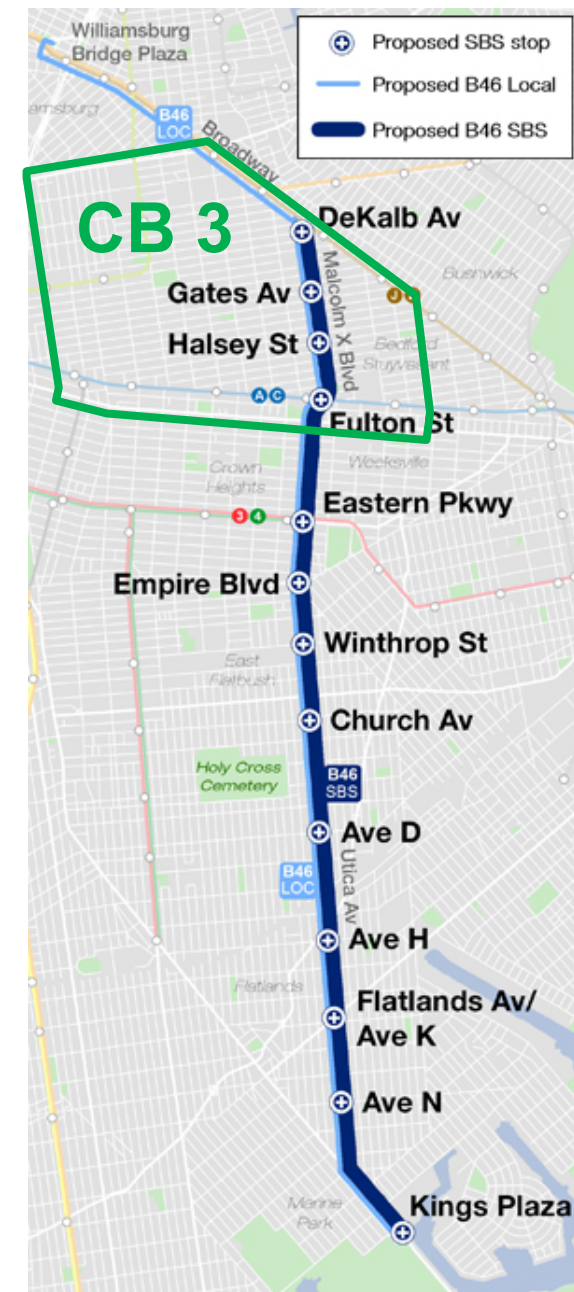 Williamsburg
Bridge Plaza
Proposed SBS stop
Proposed B46 Local
Proposed B46 SBS
amsburg
B46
LOC
Broadway
CB 3
DeKalb Av
Malcolm X Blvd
Bushwick
Gates Av
J
Halsey St
Bedford
Stuyvesant
A C
Fulton St
Weeksville
Crown
Heights
Eastern Pkwy
3 4
Empire Blvd
Winthrop St
East
Flatbush
Church Av
Holy Cross
Cemetery
B46
SBS
Ave D
Utica Av
B46
LOC
Ave H
Flatlands
Flatlands Av/
Ave K
Ave N
Marine
Park
Kings Plaza